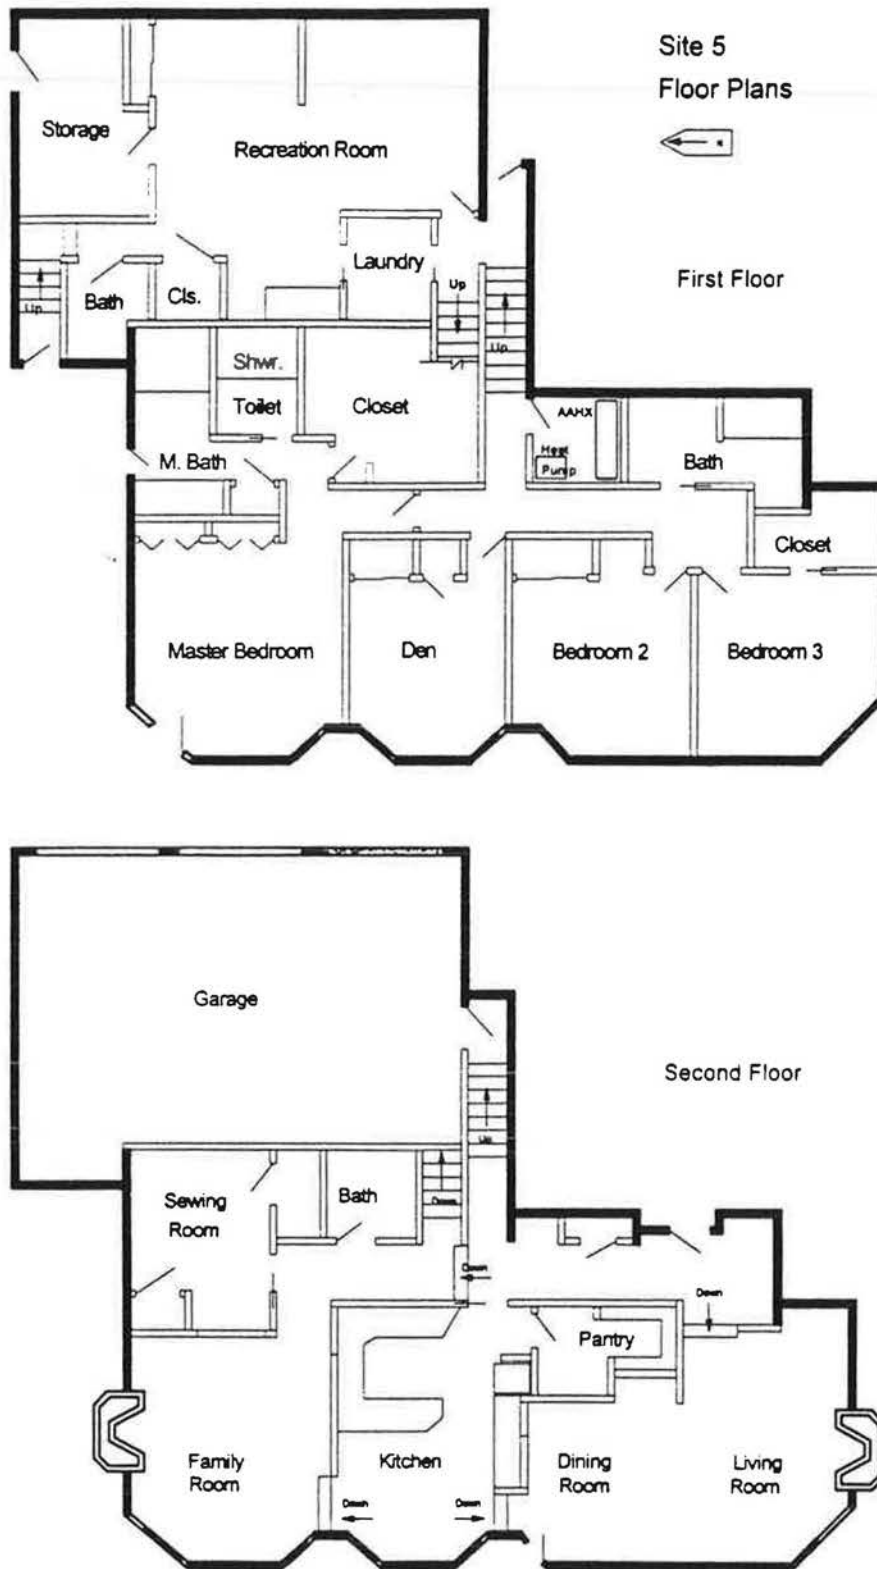 Site 5
Floor Plans
Storage
Recreation Room
Laundry
First Floor
Up
Up
Bath
Cls.
Up
Up
Shwr.
Toilet
Closet
AAHX
Heat
Pump
M. Bath
Bath
Closet
Master Bedroom
Den
Bedroom 2
Bedroom 3
Garage
Second Floor
Up
Sewing
Room
Bath
Down
Down
Down
Pantry
Family
Room
Kitchen
Dining
Room
Living
Room
Down
Down